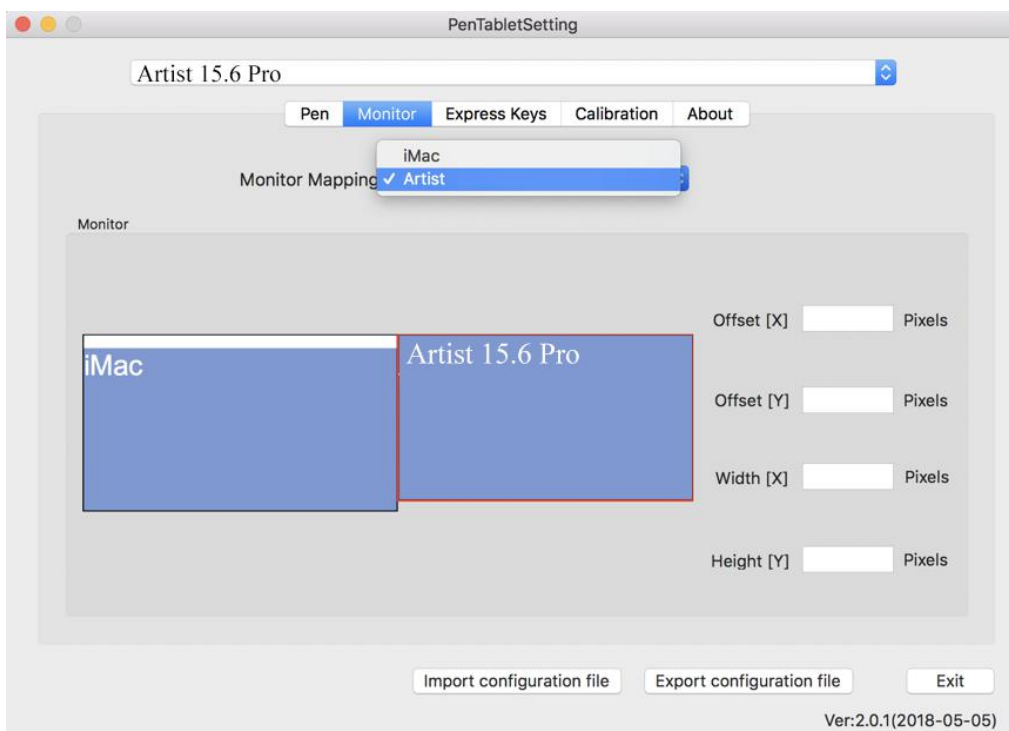 PenTabletSetting
Artist 15.6 Pro
Pen Monitor Express Keys Calibration About
iMac
Monitor Mapping ✓ Artist
Monitor
Offset [X] Pixels
iMac Artist 15.6 Pro
Offset [Y] Pixels
Width [X] Pixels
Height [Y] Pixels
Import configuration file Export configuration file Exit
Ver:2.0.1(2018-05-05)